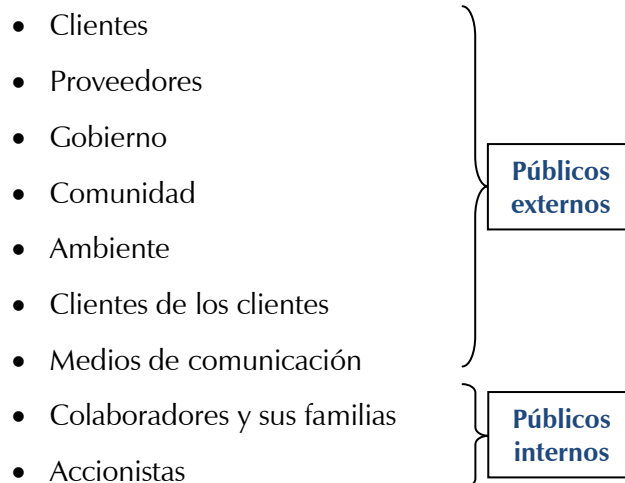 • Clientes
• Proveedores
• Gobierno
• Comunidad
• Ambiente
• Clientes de los clientes
• Medios de comunicación
Públicos
externos
• Colaboradores y sus familias
• Accionistas
Públicos
internos